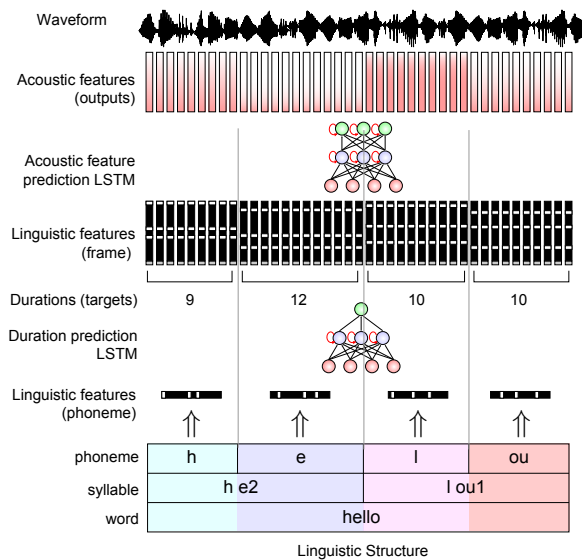 Waveform
Acoustic features
(outputs)
Acoustic feature
prediction LSTM
Linguistic features
(frame)
Durations (targets) 9 12 10 10
Duration prediction
LSTM
Linguistic features
(phoneme)
phoneme h e l ou
syllable h e2 l ou1
word hello
Linguistic Structure